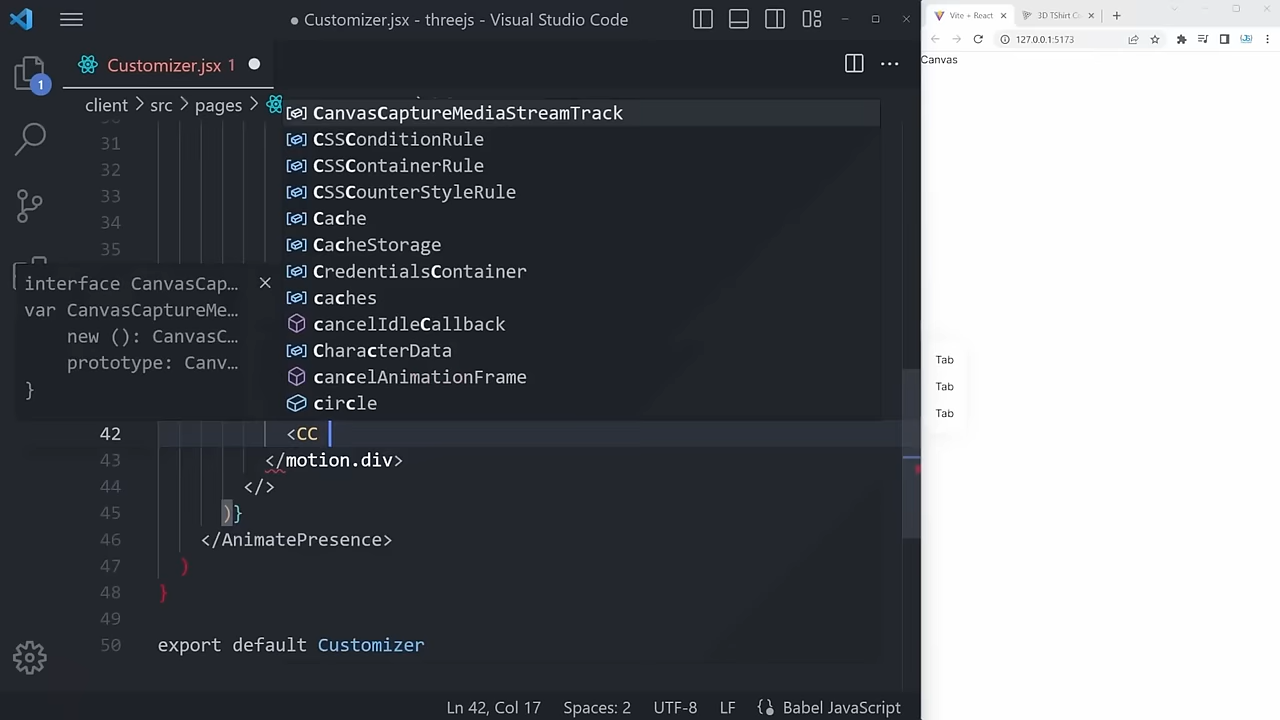 Customizer.jsx - threejs - Visual Studio Code
Customizer.jsx 1
1
client > src > pages >
CanvasCaptureMediaStreamTrack
CSSConditionRule
CSSContainerRule
CSSCounterStyleRule
Cache
CacheStorage
CredentialsContainer
caches
cancelIdleCallback
CharacterData
cancelAnimationFrame
circle
31
32
33
34
35
interface CanvasCap...
var CanvasCaptureMe...
new (): CanvasC...
prototype: Canv...
}
42 <CC
43 </motion.div>
44 </>
45 )}
46 </AnimatePresence>
47 )
48 }
49
50 export default Customizer
Ln 42, Col 17 Spaces: 2 UTF-8 LF Babel JavaScript
Vite + React
3D TShirt Cu
127.0.0.1:5173
Canvas
Tab
Tab
Tab